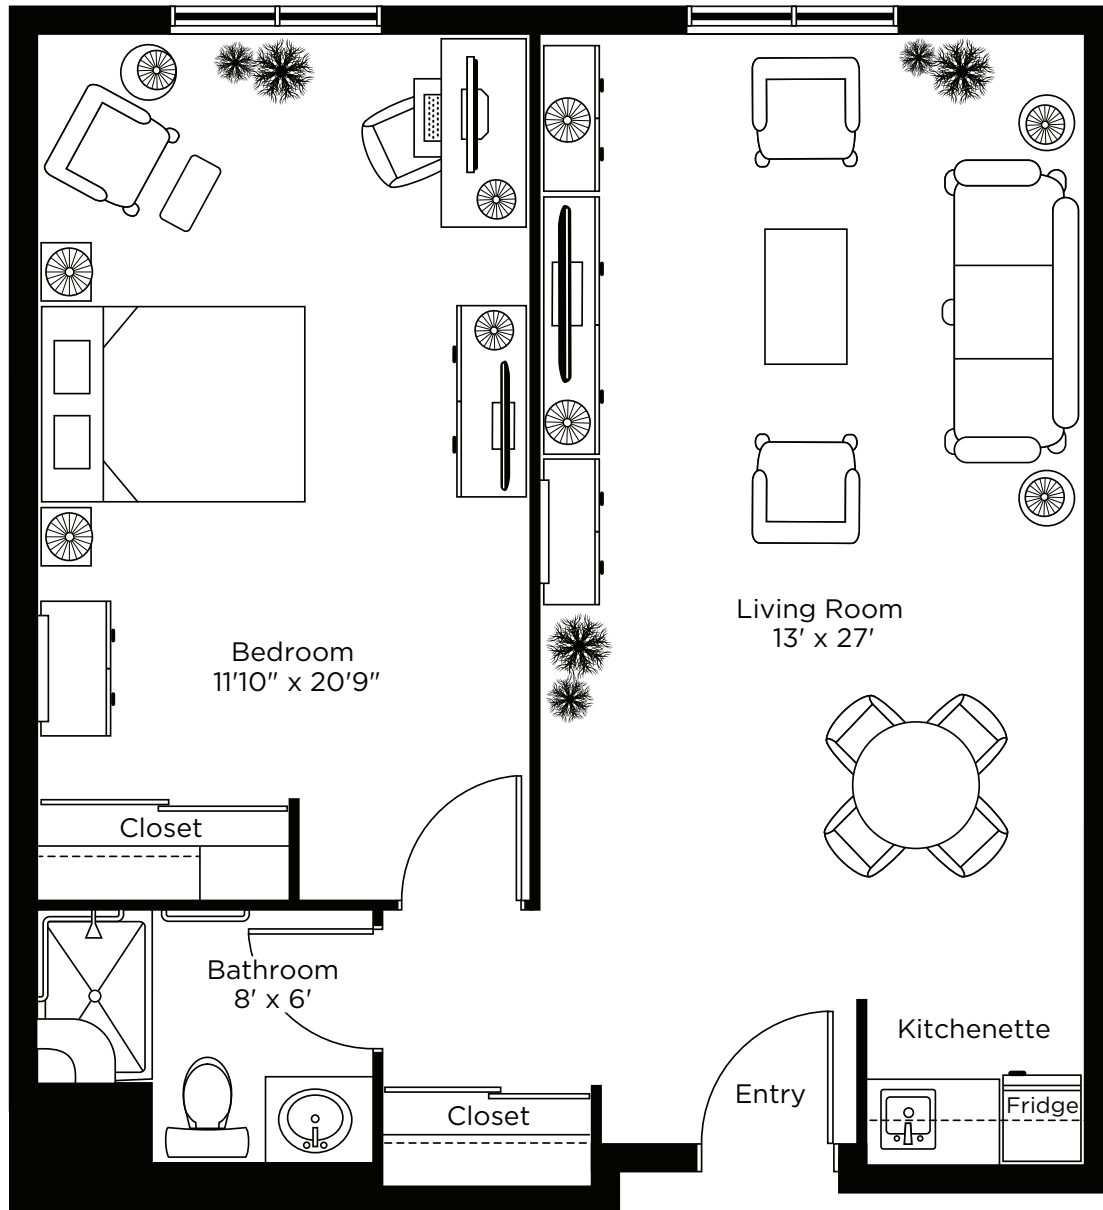 Living Room
13' x 27'
Bedroom
11'10" x 20'9"
Closet
Bathroom
8' x 6'
Kitchenette
Entry
Fridge
Closet